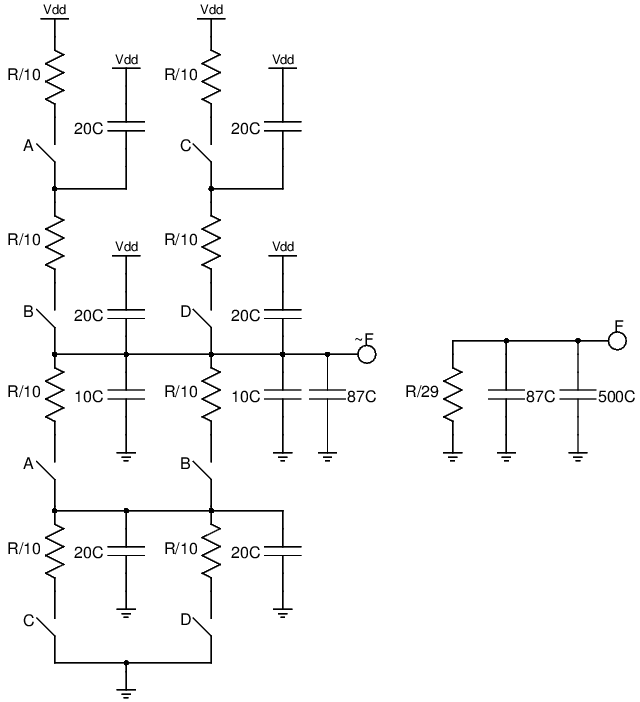 Vdd Vdd
Vdd Vdd
R/10 R/10
20C 20C
A C
R/10 R/10
Vdd Vdd
B 20C D 20C
~F F
R/10 10C R/10 10C 87C R/29 87C 500C
A B
R/10 20C R/10 20C
C D